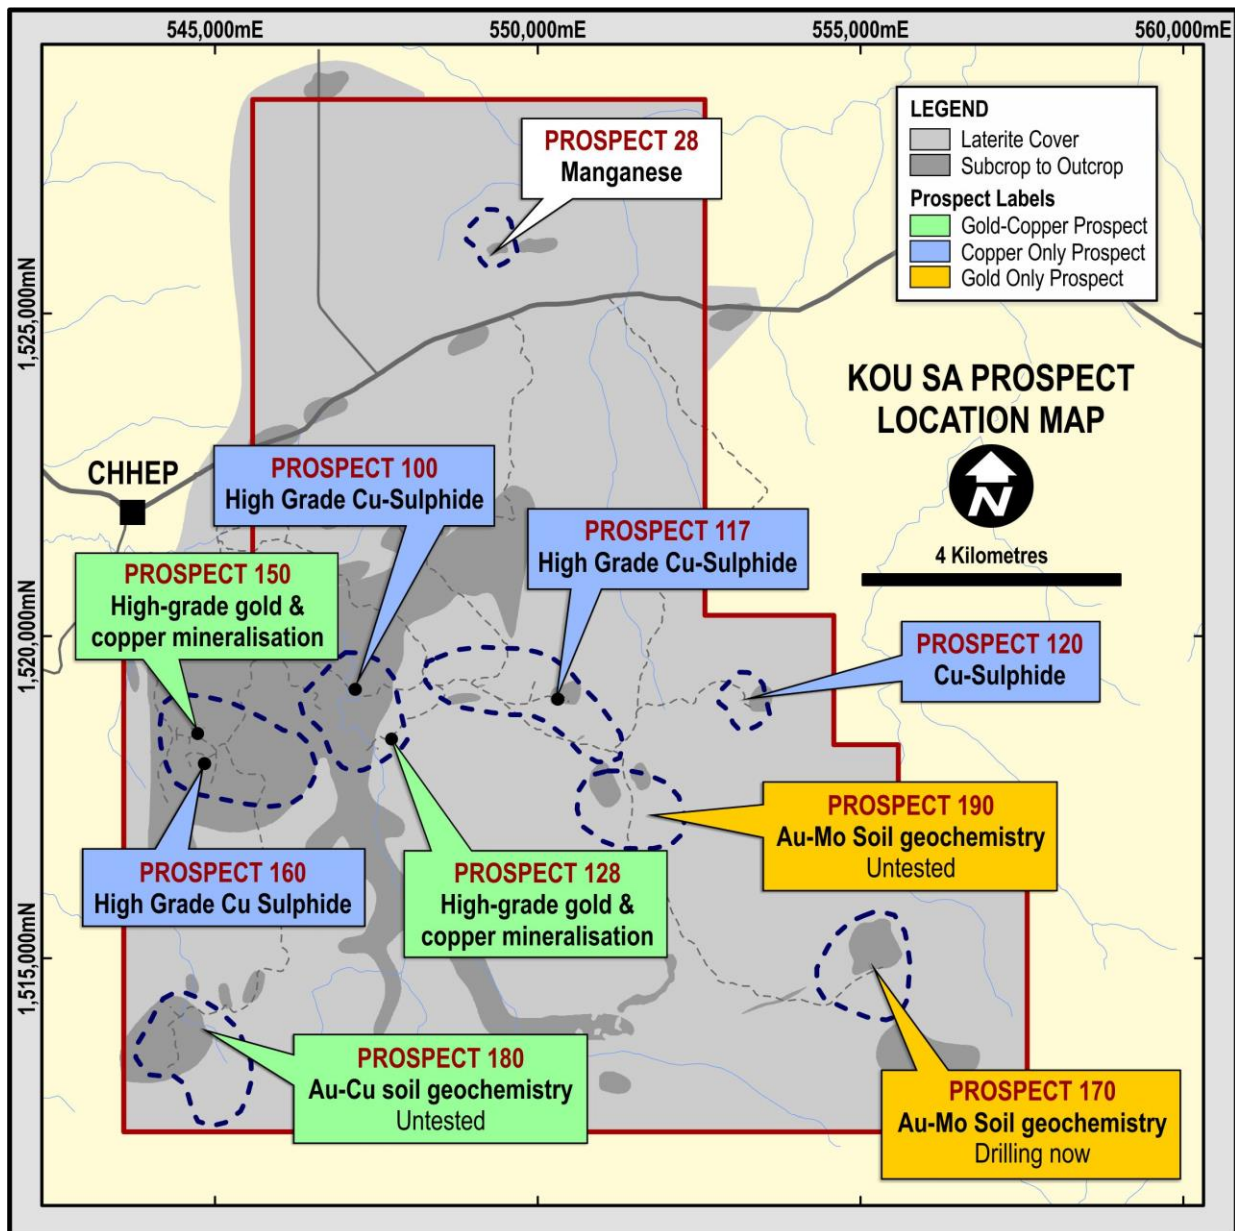 545,000mE
550,000mE
555,000mE
560,000mE
1,525,000mN
1,520,000mN
1,515,000mN
LEGEND
Laterite Cover
Subcrop to Outcrop
Prospect Labels
Gold-Copper Prospect
Copper Only Prospect
Gold Only Prospect
PROSPECT 28
Manganese
KOU SA PROSPECT
LOCATION MAP
N
4 Kilometres
CHHEP
PROSPECT 100
High Grade Cu-Sulphide
PROSPECT 117
High Grade Cu-Sulphide
PROSPECT 150
High-grade gold &
copper mineralisation
PROSPECT 120
Cu-Sulphide
PROSPECT 190
Au-Mo Soil geochemistry
Untested
PROSPECT 160
High Grade Cu Sulphide
PROSPECT 128
High-grade gold &
copper mineralisation
PROSPECT 180
Au-Cu soil geochemistry
Untested
PROSPECT 170
Au-Mo Soil geochemistry
Drilling now